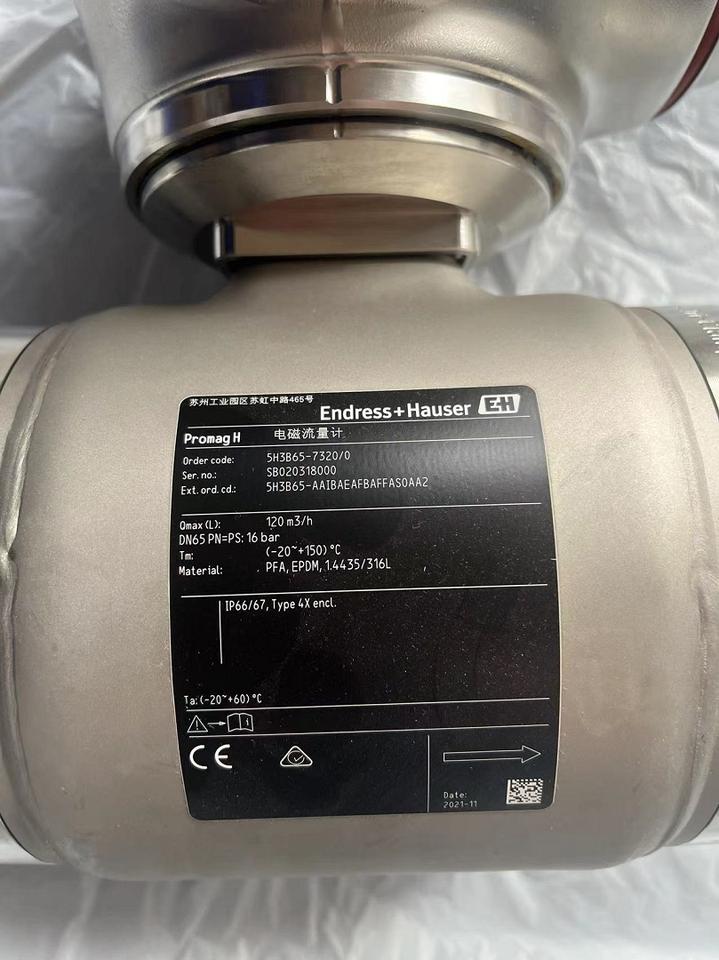 苏州工业园区苏虹中路465号
Endress+Hauser EH
Promag H 电磁流量计
Order code: 5H3B65-7320/0
Ser. no.: SB020318000
Ext. ord. cd.: 5H3B65-AAIBAEAFBAFFASOAA2
Qmax(L): 120 m3/h
DN65 PN=PS: 16 bar
Tm: (-20~+150)°C
Material: PFA, EPDM, 1.4435/316L
IP66/67, Type 4X encl.
Ta: (-20~+60)°C
i
CE
Date:
2021-11